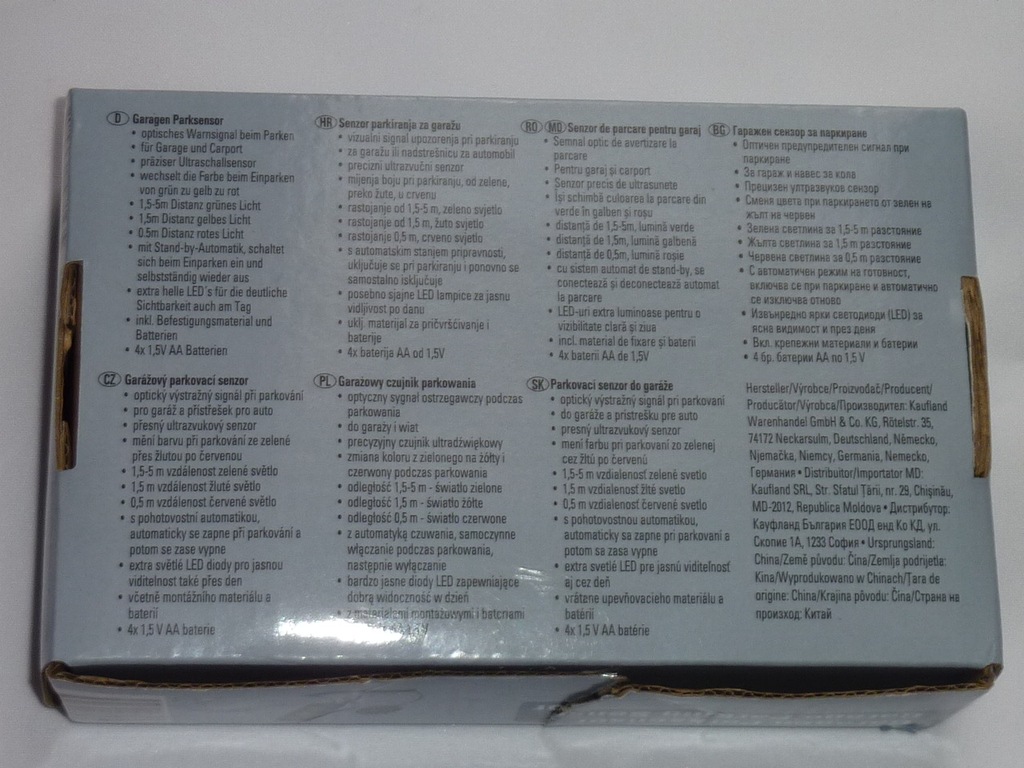 D Garagen Parksensor
• optisches Warnsignal beim Parken
• für Garage und Carport
• präziser Ultraschallsensor
• wechselt die Farbe beim Einparken
von grün zu gelb zu rot
• 1,5-5m Distanz grünes Licht
• 1,5m Distanz gelbes Licht
• 0.5m Distanz rotes Licht
• mit Stand-by-Automatik, schaltet
sich beim Einparken ein und
selbstständig wieder aus
• extra helle LED´s für die deutliche
Sichtbarkeit auch am Tag
• inkl. Befestigungsmaterial und
Batterien
• 4x 1,5V AA Batterien
HR Senzor parkiranja za garažu
• vizualni signal upozorenja pri parkiranju
• za garažu ili nadstrešnicu za automobil
• precizni ultrazvučni senzor
• mijenja boju pri parkiranju, od zelene,
preko žute, u crvenu
• rastojanje od 1,5-5 m, zeleno svjetlo
• rastojanje od 1,5 m, žuto svjetlo
• rastojanje 0,5 m, crveno svjetlo
• s automatskim stanjem pripravnosti,
uključuje se pri parkiranju i ponovno se
samostalno isključuje
• posebno sjajne LED lampice za jasnu
vidljivost po danu
• uklj. materijal za pričvršćivanje i
baterije
• 4x baterija AA od 1,5V
RO MD Senzor de parcare pentru garaj
• Semnal optic de avertizare la
parcare
• Pentru garaj și carport
• Senzor precis de ultrasunete
• Își schimbă culoarea la parcare din
verde în galben și roșu
• distanță de 1,5-5m, lumină verde
• distanță de 1,5m, lumină galbenă
• distanță de 0,5m, lumină roșie
• cu sistem automat de stand-by, se
conectează și deconectează automat
la parcare
• LED-uri extra luminoase pentru o
vizibilitate clară și ziua
• incl. material de fixare și baterii
• 4x baterii AA de 1,5V
BG Гаражен сензор за паркиране
• Оптичен предупредителен сигнал при
паркиране
• За гараж и навес за кола
• Прецизен ултразвуков сензор
• Сменя цвета при паркирането от зелен на
жълт на червен
• Зелена светлина за 1,5-5 m разстояние
• Жълта светлина за 1,5 m разстояние
• Червена светлина за 0,5 m разстояние
• С автоматичен режим на готовност,
включва се при паркиране и автоматично
се изключва отново
• Извънредно ярки светодиоди (LED) за
ясна видимост и през деня
• Вкл. крепежни материали и батерии
• 4 бр. батерии AA по 1,5 V
CZ Garážový parkovací senzor
• optický výstražný signál při parkování
• pro garáž a přístřešek pro auto
• přesný ultrazvukový senzor
• mění barvu při parkování ze zelené
přes žlutou po červenou
• 1,5-5 m vzdálenost zelené světlo
• 1,5 m vzdálenost žluté světlo
• 0,5 m vzdálenost červené světlo
• s pohotovostní automatikou,
automaticky se zapne při parkování a
potom se zase vypne
• extra světlé LED diody pro jasnou
viditelnost také přes den
• včetně montážního materiálu a
baterií
• 4x 1,5 V AA baterie
PL Garażowy czujnik parkowania
• optyczny sygnał ostrzegawczy podczas
parkowania
• do garaży i wiat
• precyzyjny czujnik ultradźwiękowy
• zmiana koloru z zielonego na żółty i
czerwony podczas parkowania
• odległość 1,5-5m - światło zielone
• odległość 1,5 m - światło żółte
• odległość 0,5 m - światło czerwone
• z automatyką czuwania, samoczynne
włączanie podczas parkowania,
następnie wyłączanie
• bardzo jasne diody LED zapewniające
dobrą widoczność w dzień
• z materiałami montażowymi i bateriami
SK Parkovací senzor do garáže
• optický výstražný signál pri parkovaní
• do garáže a prístrešku pre auto
• presný ultrazvukový senzor
• mení farbu pri parkovaní zo zelenej
cez žltú po červenú
• 1,5-5 m vzdialenosť zelené svetlo
• 1,5 m vzdialenosť žlté svetlo
• 0,5 m vzdialenosť červené svetlo
• s pohotovostnou automatikou,
automaticky sa zapne pri parkovaní a
potom sa zasa vypne
• extra svetlé LED pre jasnú viditeľnosť
aj cez deň
• vrátane upevňovacieho materiálu a
batérií
• 4x 1,5 V AA batérie
Hersteller/Výrobce/Proizvođač/Producent/
Producător/Výrobca/Производител: Kaufland
Warenhandel GmbH & Co. KG, Rötelstr. 35,
74172 Neckarsulm, Deutschland, Německo,
Njemačka, Niemcy, Germania, Nemecko,
Германия • Distribuitor/Importator MD:
Kaufland SRL, Str. Sfatul Țării, nr. 29, Chișinău,
MD-2012, Republica Moldova • Дистрибутор:
Кауфланд България ЕООД енд Ко КД, ул.
Скопие 1А, 1233 София • Ursprungsland:
China/Země původu: Čína/Zemlja podrijetla:
Kina/Wyprodukowano w Chinach/Țara de
origine: China/Krajina pôvodu: Čína/Страна на
произход: Китай